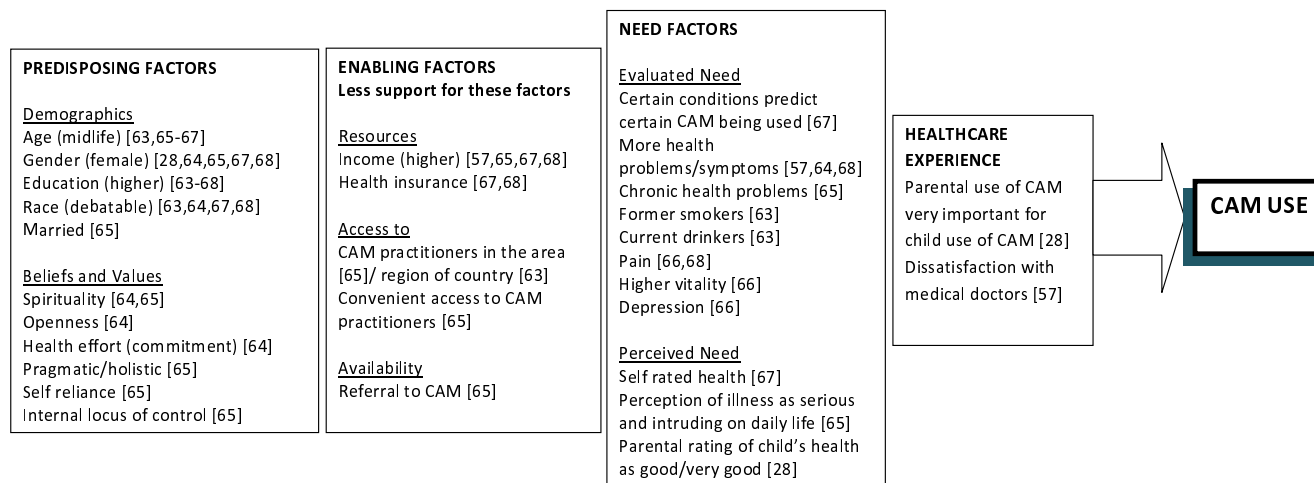 PREDISPOSING FACTORS
Demographics
Age (midlife) [63,65-67]
Gender (female) [28,64,65,67,68]
Education (higher) [63-68]
Race (debatable) [63,64,67,68]
Married [65]
Beliefs and Values
Spirituality [64,65]
Openness [64]
Health effort (commitment) [64]
Pragmatic/holistic [65]
Self reliance [65]
Internal locus of control [65]
ENABLING FACTORS
Less support for these factors
Resources
Income (higher) [57,65,67,68]
Health insurance [67,68]
Access to
CAM practitioners in the area
[65]/ region of country [63]
Convenient access to CAM
practitioners [65]
Availability
Referral to CAM [65]
NEED FACTORS
Evaluated Need
Certain conditions predict
certain CAM being used [67]
More health
problems/symptoms [57,64,68]
Chronic health problems [65]
Former smokers [63]
Current drinkers [63]
Pain [66,68]
Higher vitality [66]
Depression [66]
Perceived Need
Self rated health [67]
Perception of illness as serious
and intruding on daily life [65]
Parental rating of child’s health
as good/very good [28]
HEALTHCARE
EXPERIENCE
Parental use of CAM
very important for
child use of CAM [28]
Dissatisfaction with
medical doctors [57]
CAM USE